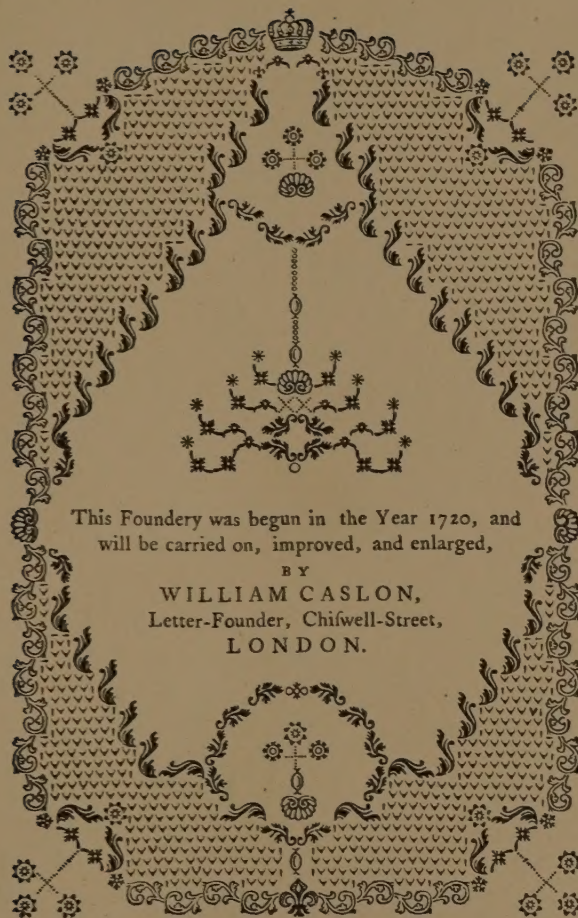 This Foundery was begun in the Year 1720, and
will be carried on, improved, and enlarged,
BY
WILLIAM CASLON,
Letter-Founder, Chiſwell-Street,
LONDON.